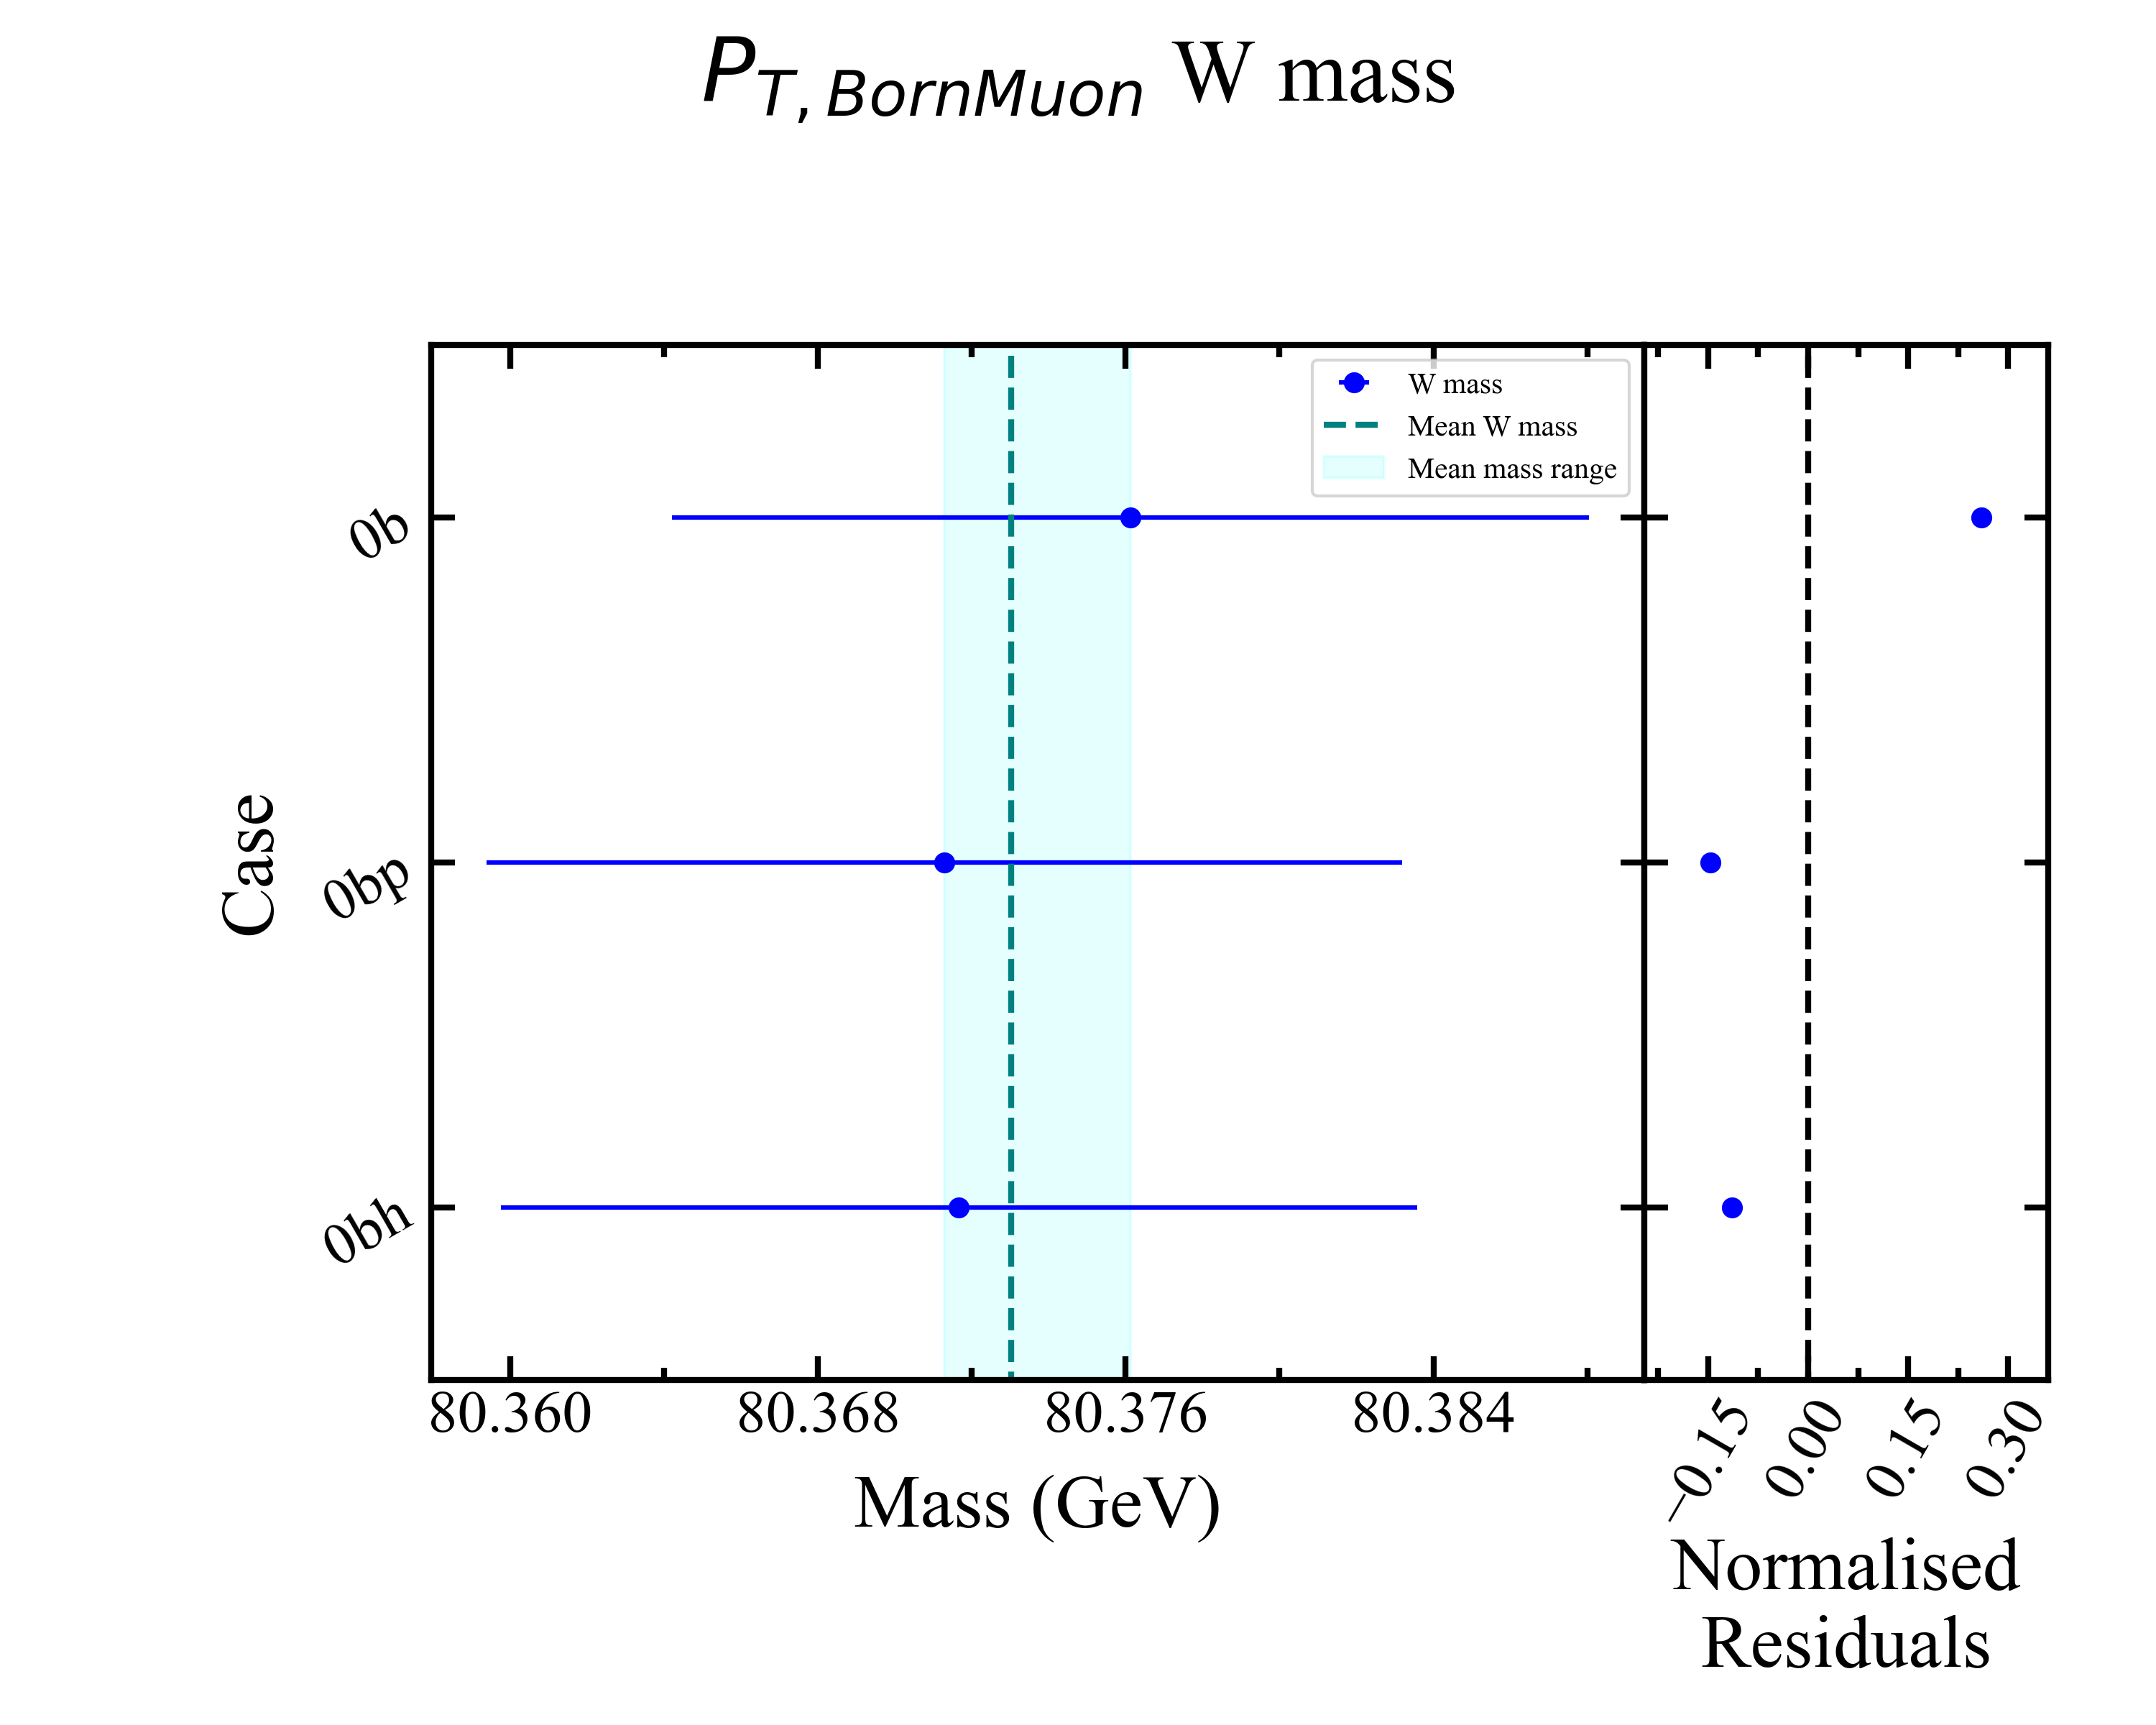 P_T, BornMuon W mass
W mass
Mean W mass
Mean mass range
Case
0b
0bp
0bh
80.360 80.368 80.376 80.384
Mass (GeV)
−0.15 0.00 0.15 0.30
Normalised
Residuals